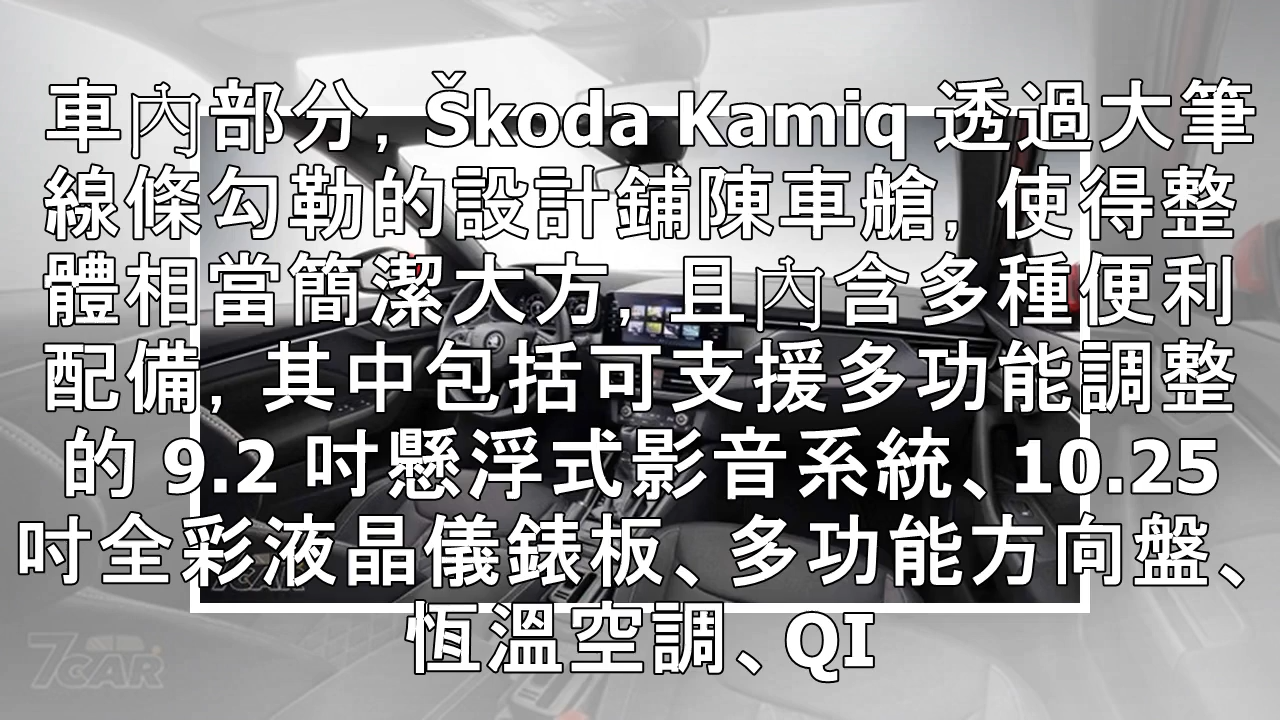 車內部分, Škoda Kamiq 透過大筆
線條勾勒的設計鋪陳車艙, 使得整
體相當簡潔大方, 且內含多種便利
配備, 其中包括可支援多功能調整
的 9.2 吋懸浮式影音系統、10.25
吋全彩液晶儀錶板、多功能方向盤、
恆溫空調、QI
7CAR
7CAR